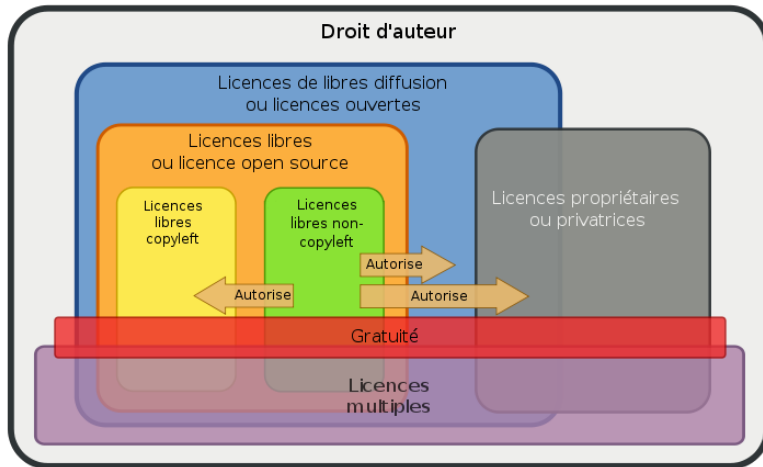 Droit d'auteur
Licences de libres diffusion
ou licences ouvertes
Licences libres
ou licence open source
Licences
libres
copyleft
Licences
libres non-
copyleft
Licences propriétaires
ou privatrices
Autorise
Autorise
Autorise
Gratuité
Licences
multiples